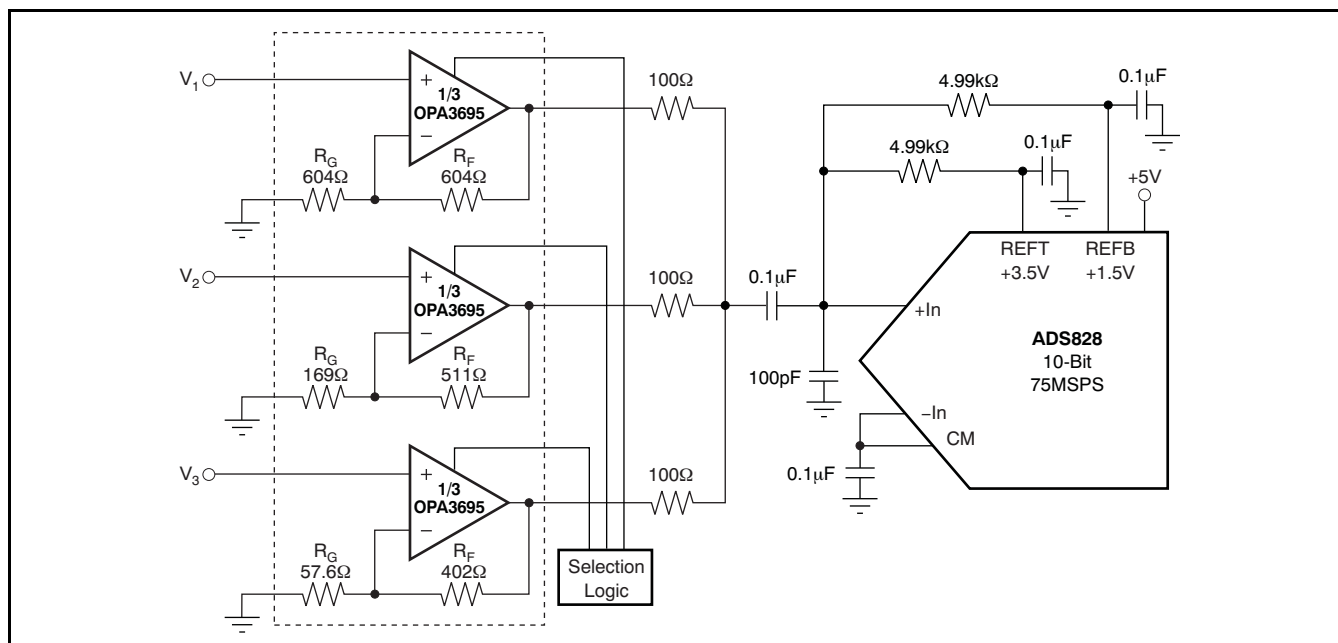 V1
+
1/3
OPA3695
−
RG
604Ω
RF
604Ω
100Ω
V2
+
1/3
OPA3695
−
RG
169Ω
RF
511Ω
100Ω
V3
+
1/3
OPA3695
−
RG
57.6Ω
RF
402Ω
100Ω
Selection
Logic
0.1μF
100pF
4.99kΩ
0.1μF
4.99kΩ
0.1μF
+5V
REFT
+3.5V
REFB
+1.5V
+In
ADS828
10-Bit
75MSPS
−In
CM
0.1μF